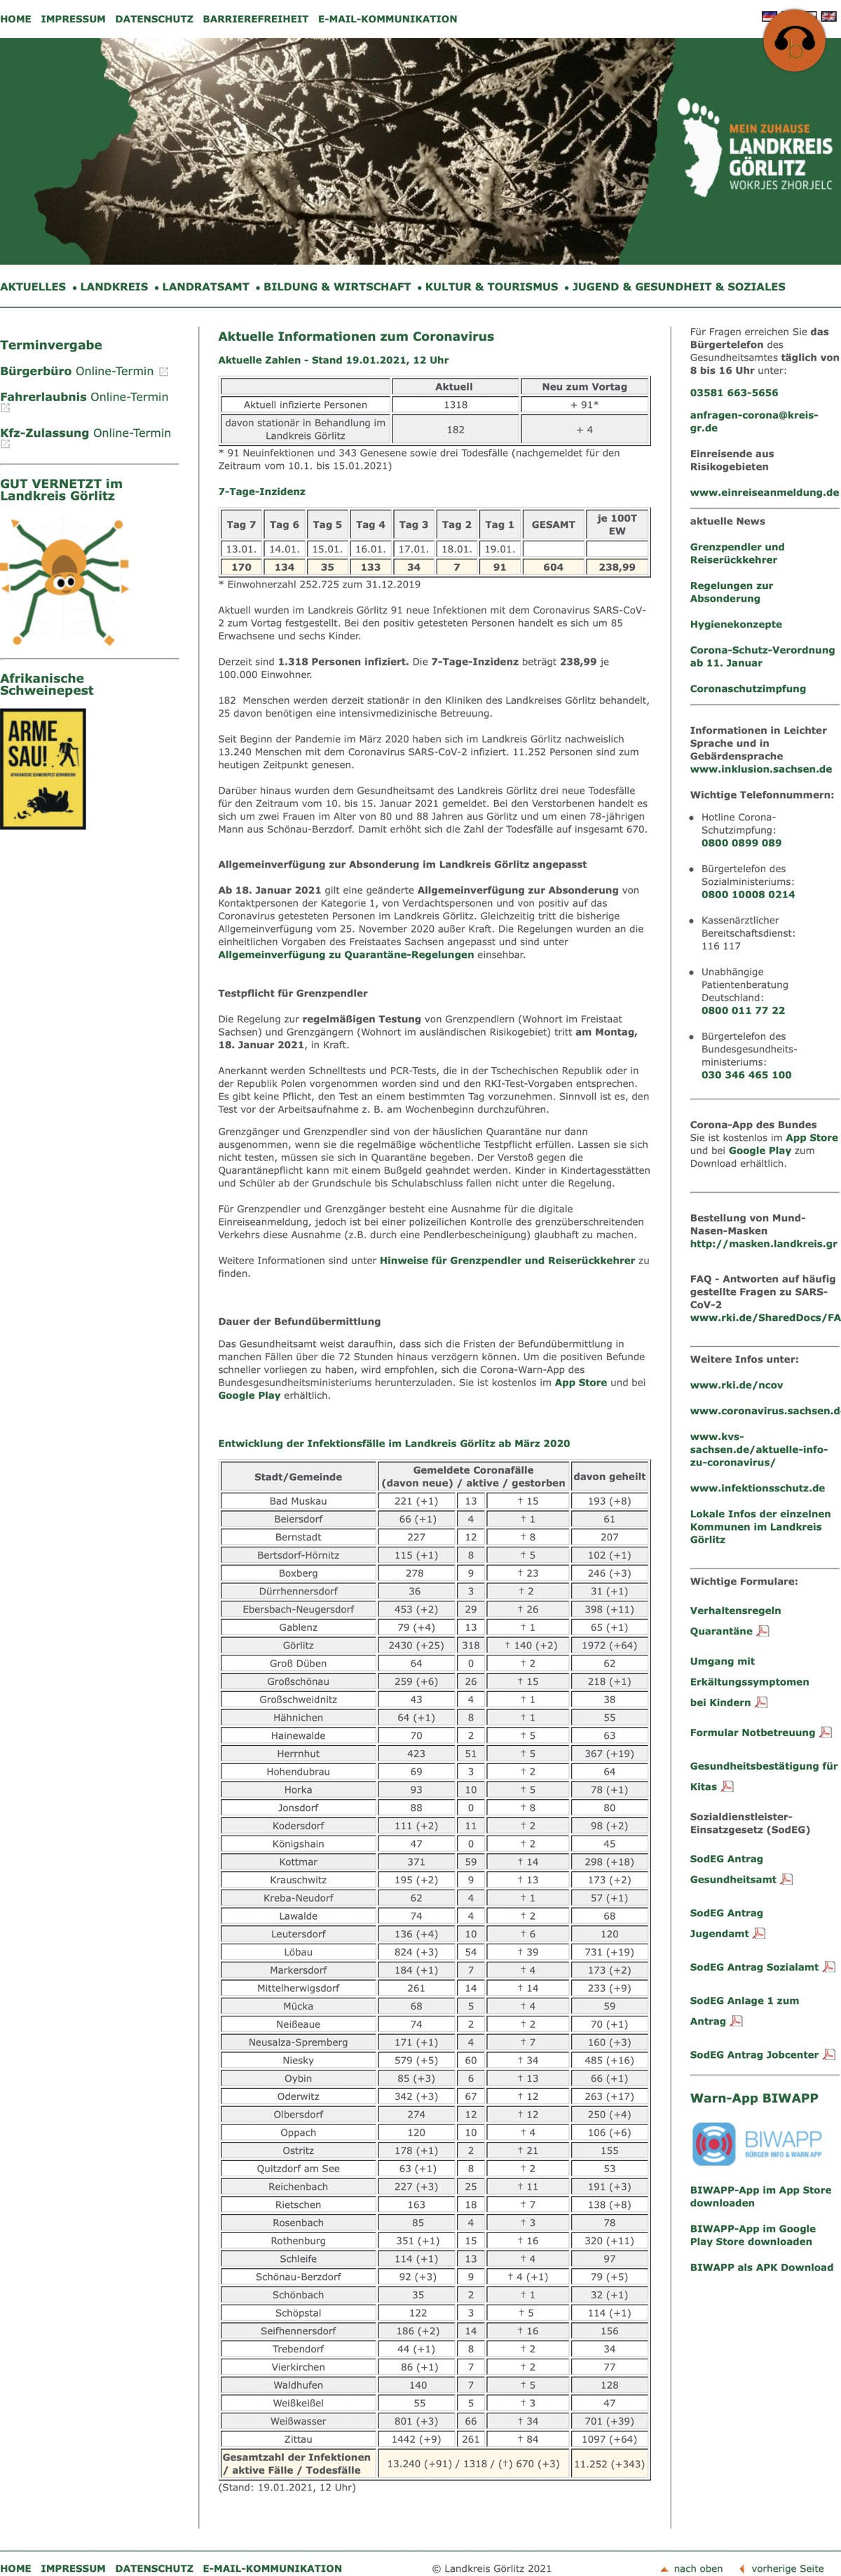 HOME IMPRESSUM DATENSCHUTZ BARRIEREFREIHEIT E-MAIL-KOMMUNIKATION
MEIN ZUHAUSE
LANDKREIS
GÖRLITZ
WOKRJES ZHORJELC
AKTUELLES • LANDKREIS • LANDRATSAMT • BILDUNG & WIRTSCHAFT • KULTUR & TOURISMUS • JUGEND & GESUNDHEIT & SOZIALES
Terminvergabe
Bürgerbüro Online-Termin
Fahrerlaubnis Online-Termin
Kfz-Zulassung Online-Termin
GUT VERNETZT im
Landkreis Görlitz
Afrikanische
Schweinepest
ARME
SAU!
Aktuelle Informationen zum Coronavirus
Aktuelle Zahlen - Stand 19.01.2021, 12 Uhr
Aktuell Neu zum Vortag
Aktuell infizierte Personen 1318 + 91*
davon stationär in Behandlung im
Landkreis Görlitz 182 + 4
* 91 Neuinfektionen und 343 Genesene sowie drei Todesfälle (nachgemeldet für den
Zeitraum vom 10.1. bis 15.01.2021)
7-Tage-Inzidenz
Tag 7 Tag 6 Tag 5 Tag 4 Tag 3 Tag 2 Tag 1 GESAMT je 100T
EW
13.01. 14.01. 15.01. 16.01. 17.01. 18.01. 19.01.
170 134 35 133 34 7 91 604 238,99
* Einwohnerzahl 252.725 zum 31.12.2019
Aktuell wurden im Landkreis Görlitz 91 neue Infektionen mit dem Coronavirus SARS-CoV-
2 zum Vortag festgestellt. Bei den positiv getesteten Personen handelt es sich um 85
Erwachsene und sechs Kinder.
Derzeit sind 1.318 Personen infiziert. Die 7-Tage-Inzidenz beträgt 238,99 je
100.000 Einwohner.
182 Menschen werden derzeit stationär in den Kliniken des Landkreises Görlitz behandelt,
25 davon benötigen eine intensivmedizinische Betreuung.
Seit Beginn der Pandemie im März 2020 haben sich im Landkreis Görlitz nachweislich
13.240 Menschen mit dem Coronavirus SARS-CoV-2 infiziert. 11.252 Personen sind zum
heutigen Zeitpunkt genesen.
Darüber hinaus wurden dem Gesundheitsamt des Landkreis Görlitz drei neue Todesfälle
für den Zeitraum vom 10. bis 15. Januar 2021 gemeldet. Bei den Verstorbenen handelt es
sich um zwei Frauen im Alter von 80 und 88 Jahren aus Görlitz und um einen 78-jährigen
Mann aus Schönau-Berzdorf. Damit erhöht sich die Zahl der Todesfälle auf insgesamt 670.
Allgemeinverfügung zur Absonderung im Landkreis Görlitz angepasst
Ab 18. Januar 2021 gilt eine geänderte Allgemeinverfügung zur Absonderung von
Kontaktpersonen der Kategorie 1, von Verdachtspersonen und von positiv auf das
Coronavirus getesteten Personen im Landkreis Görlitz. Gleichzeitig tritt die bisherige
Allgemeinverfügung vom 25. November 2020 außer Kraft. Die Regelungen wurden an die
einheitlichen Vorgaben des Freistaates Sachsen angepasst und sind unter
Allgemeinverfügung zu Quarantäne-Regelungen einsehbar.
Testpflicht für Grenzpendler
Die Regelung zur regelmäßigen Testung von Grenzpendlern (Wohnort im Freistaat
Sachsen) und Grenzgängern (Wohnort im ausländischen Risikogebiet) tritt am Montag,
18. Januar 2021, in Kraft.
Anerkannt werden Schnelltests und PCR-Tests, die in der Tschechischen Republik oder in
der Republik Polen vorgenommen worden sind und den RKI-Test-Vorgaben entsprechen.
Es gibt keine Pflicht, den Test an einem bestimmten Tag vorzunehmen. Sinnvoll ist es, den
Test vor der Arbeitsaufnahme z. B. am Wochenbeginn durchzuführen.
Grenzgänger und Grenzpendler sind von der häuslichen Quarantäne nur dann
ausgenommen, wenn sie die regelmäßige wöchentliche Testpflicht erfüllen. Lassen sie sich
nicht testen, müssen sie sich in Quarantäne begeben. Der Verstoß gegen die
Quarantänepflicht kann mit einem Bußgeld geahndet werden. Kinder in Kindertagesstätten
und Schüler ab der Grundschule bis Schulabschluss fallen nicht unter die Regelung.
Für Grenzpendler und Grenzgänger besteht eine Ausnahme für die digitale
Einreiseanmeldung, jedoch ist bei einer polizeilichen Kontrolle des grenzüberschreitenden
Verkehrs diese Ausnahme (z.B. durch eine Pendlerbescheinigung) glaubhaft zu machen.
Weitere Informationen sind unter Hinweise für Grenzpendler und Reiserückkehrer zu
finden.
Dauer der Befundübermittlung
Das Gesundheitsamt weist daraufhin, dass sich die Fristen der Befundübermittlung in
manchen Fällen über die 72 Stunden hinaus verzögern können. Um die positiven Befunde
schneller vorliegen zu haben, wird empfohlen, sich die Corona-Warn-App des
Bundesgesundheitsministeriums herunterzuladen. Sie ist kostenlos im App Store und bei
Google Play erhältlich.
Entwicklung der Infektionsfälle im Landkreis Görlitz ab März 2020
Stadt/Gemeinde Gemeldete Coronafälle
(davon neue) / aktive / gestorben davon geheilt
Bad Muskau 221 (+1) 13 † 15 193 (+8)
Beiersdorf 66 (+1) 4 † 1 61
Bernstadt 227 12 † 8 207
Bertsdorf-Hörnitz 115 (+1) 8 † 5 102 (+1)
Boxberg 278 9 † 23 246 (+3)
Dürrhennersdorf 36 3 † 2 31 (+1)
Ebersbach-Neugersdorf 453 (+2) 29 † 26 398 (+11)
Gablenz 79 (+4) 13 † 1 65 (+1)
Görlitz 2430 (+25) 318 † 140 (+2) 1972 (+64)
Groß Düben 64 0 † 2 62
Großschönau 259 (+6) 26 † 15 218 (+1)
Großschweidnitz 43 4 † 1 38
Hähnichen 64 (+1) 8 † 1 55
Hainewalde 70 2 † 5 63
Herrnhut 423 51 † 5 367 (+19)
Hohendubrau 69 3 † 2 64
Horka 93 10 † 5 78 (+1)
Jonsdorf 88 0 † 8 80
Kodersdorf 111 (+2) 11 † 2 98 (+2)
Königshain 47 0 † 2 45
Kottmar 371 59 † 14 298 (+18)
Krauschwitz 195 (+2) 9 † 13 173 (+2)
Kreba-Neudorf 62 4 † 1 57 (+1)
Lawalde 74 4 † 2 68
Leutersdorf 136 (+4) 10 † 6 120
Löbau 824 (+3) 54 † 39 731 (+19)
Markersdorf 184 (+1) 7 † 4 173 (+2)
Mittelherwigsdorf 261 14 † 14 233 (+9)
Mücka 68 5 † 4 59
Neißeaue 74 2 † 2 70 (+1)
Neusalza-Spremberg 171 (+1) 4 † 7 160 (+3)
Niesky 579 (+5) 60 † 34 485 (+16)
Oybin 85 (+3) 6 † 13 66 (+1)
Oderwitz 342 (+3) 67 † 12 263 (+17)
Olbersdorf 274 12 † 12 250 (+4)
Oppach 120 10 † 4 106 (+6)
Ostritz 178 (+1) 2 † 21 155
Quitzdorf am See 63 (+1) 8 † 2 53
Reichenbach 227 (+3) 25 † 11 191 (+3)
Rietschen 163 18 † 7 138 (+8)
Rosenbach 85 4 † 3 78
Rothenburg 351 (+1) 15 † 16 320 (+11)
Schleife 114 (+1) 13 † 4 97
Schönau-Berzdorf 92 (+3) 9 † 4 (+1) 79 (+5)
Schönbach 35 2 † 1 32 (+1)
Schöpstal 122 3 † 5 114 (+1)
Seifhennersdorf 186 (+2) 14 † 16 156
Trebendorf 44 (+1) 8 † 2 34
Vierkirchen 86 (+1) 7 † 2 77
Waldhufen 140 7 † 5 128
Weißkeißel 55 5 † 3 47
Weißwasser 801 (+3) 66 † 34 701 (+39)
Zittau 1442 (+9) 261 † 84 1097 (+64)
Gesamtzahl der Infektionen
/ aktive Fälle / Todesfälle 13.240 (+91) / 1318 / (†) 670 (+3) 11.252 (+343)
(Stand: 19.01.2021, 12 Uhr)
Für Fragen erreichen Sie das
Bürgertelefon des
Gesundheitsamtes täglich von
8 bis 16 Uhr unter:
03581 663-5656
anfragen-corona@kreis-
gr.de
Einreisende aus
Risikogebieten
www.einreiseanmeldung.de
aktuelle News
Grenzpendler und
Reiserückkehrer
Regelungen zur
Absonderung
Hygienekonzepte
Corona-Schutz-Verordnung
ab 11. Januar
Coronaschutzimpfung
Informationen in Leichter
Sprache und in
Gebärdensprache
www.inklusion.sachsen.de
Wichtige Telefonnummern:
• Hotline Corona-
Schutzimpfung:
0800 0899 089
• Bürgertelefon des
Sozialministeriums:
0800 10008 0214
• Kassenärztlicher
Bereitschaftsdienst:
116 117
• Unabhängige
Patientenberatung
Deutschland:
0800 011 77 22
• Bürgertelefon des
Bundesgesundheits-
ministeriums:
030 346 465 100
Corona-App des Bundes
Sie ist kostenlos im App Store
und bei Google Play zum
Download erhältlich.
Bestellung von Mund-
Nasen-Masken
http://masken.landkreis.gr
FAQ - Antworten auf häufig
gestellte Fragen zu SARS-
CoV-2
www.rki.de/SharedDocs/FA
Weitere Infos unter:
www.rki.de/ncov
www.coronavirus.sachsen.d
www.kvs-
sachsen.de/aktuelle-info-
zu-coronavirus/
www.infektionsschutz.de
Lokale Infos der einzelnen
Kommunen im Landkreis
Görlitz
Wichtige Formulare:
Verhaltensregeln
Quarantäne
Umgang mit
Erkältungssymptomen
bei Kindern
Formular Notbetreuung
Gesundheitsbestätigung für
Kitas
Sozialdienstleister-
Einsatzgesetz (SodEG)
SodEG Antrag
Gesundheitsamt
SodEG Antrag
Jugendamt
SodEG Antrag Sozialamt
SodEG Anlage 1 zum
Antrag
SodEG Antrag Jobcenter
Warn-App BIWAPP
BIWAPP
BÜRGER INFO & WARN APP
BIWAPP-App im App Store
downloaden
BIWAPP-App im Google
Play Store downloaden
BIWAPP als APK Download
HOME IMPRESSUM DATENSCHUTZ E-MAIL-KOMMUNIKATION
© Landkreis Görlitz 2021
nach oben vorherige Seite